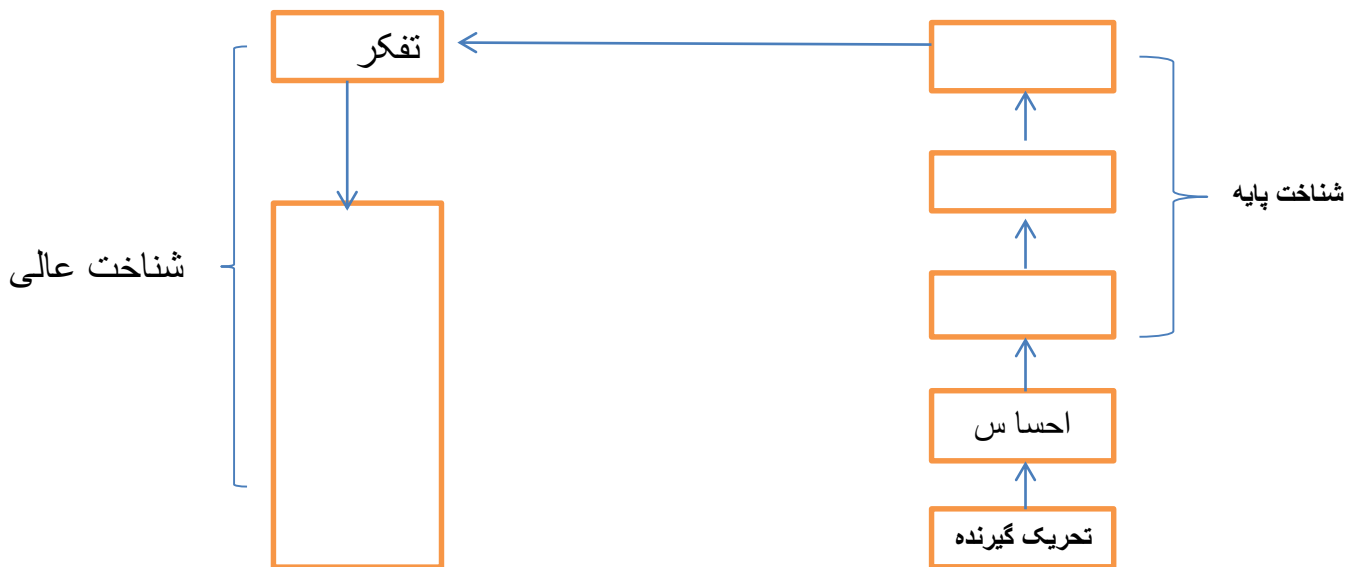 تفکر
شناخت پایه
شناخت عالی
احسا س
تحریک گیرنده